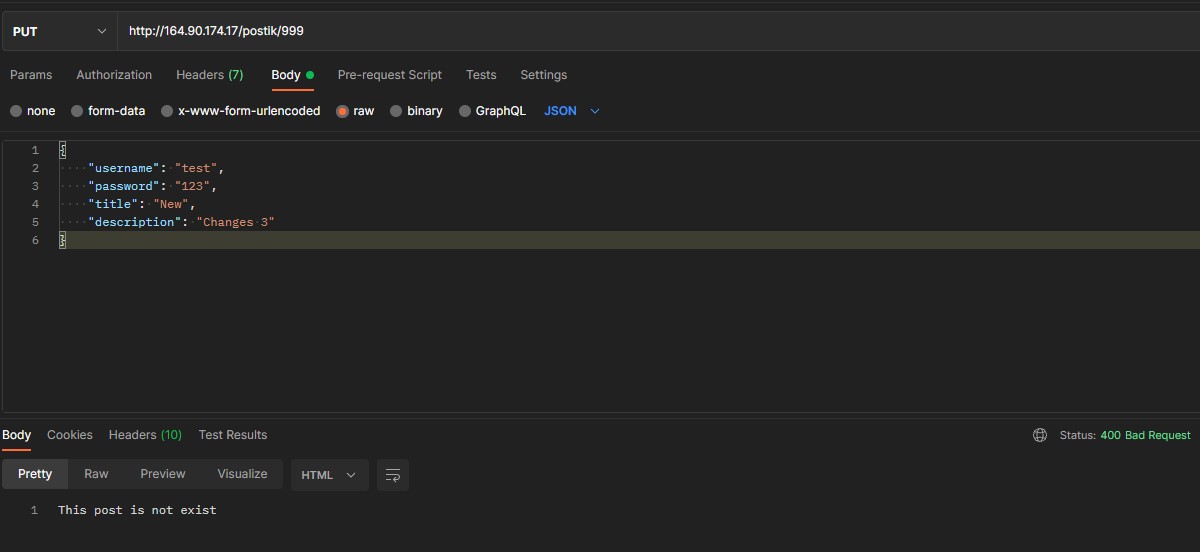 PUT http://164.90.174.17/postik/999
Params Authorization Headers (7) Body Pre-request Script Tests Settings
none form-data x-www-form-urlencoded raw binary GraphQL JSON
1 {
2 ····"username":·"test",
3 ····"password":·"123",
4 ····"title":·"New",
5 ····"description":·"Changes·3"
6 }
Body Cookies Headers (10) Test Results Status: 400 Bad Request
Pretty Raw Preview Visualize HTML
1 This post is not exist